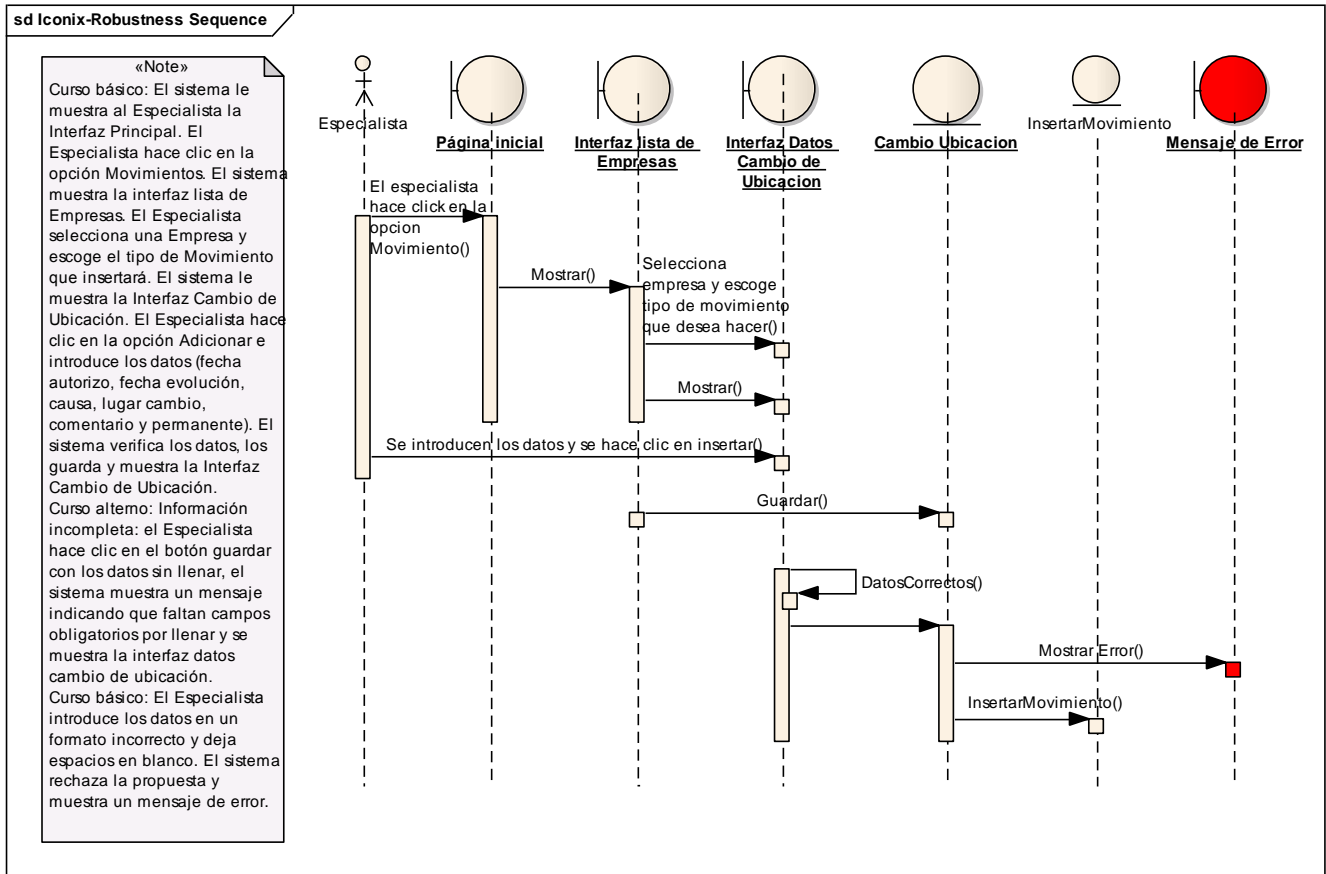 sd Iconix-Robustness Sequence
«Note»
Curso básico: El sistema le
muestra al Especialista la
Interfaz Principal. El
Especialista hace clic en la
opción Movimientos. El sistema
muestra la interfaz lista de
Empresas. El Especialista
selecciona una Empresa y
escoge el tipo de Movimiento
que insertará. El sistema le
muestra la Interfaz Cambio de
Ubicación. El Especialista hace
clic en la opción Adicionar e
introduce los datos (fecha
autorizo, fecha evolución,
causa, lugar cambio,
comentario y permanente). El
sistema verifica los datos, los
guarda y muestra la Interfaz
Cambio de Ubicación.
Curso alterno: Información
incompleta: el Especialista
hace clic en el botón guardar
con los datos sin llenar, el
sistema muestra un mensaje
indicando que faltan campos
obligatorios por llenar y se
muestra la interfaz datos
cambio de ubicación.
Curso básico: El Especialista
introduce los datos en un
formato incorrecto y deja
espacios en blanco. El sistema
rechaza la propuesta y
muestra un mensaje de error.
Especialista
Página inicial
Interfaz lista de
Empresas
Interfaz Datos
Cambio de
Ubicacion
Cambio Ubicacion
InsertarMovimiento
Mensaje de Error
El especialista
hace click en la
opcion
Movimiento()
Mostrar()
Selecciona
empresa y escoge
tipo de movimiento
que desea hacer()
Mostrar()
Se introducen los datos y se hace clic en insertar()
Guardar()
DatosCorrectos()
Mostrar Error()
InsertarMovimiento()